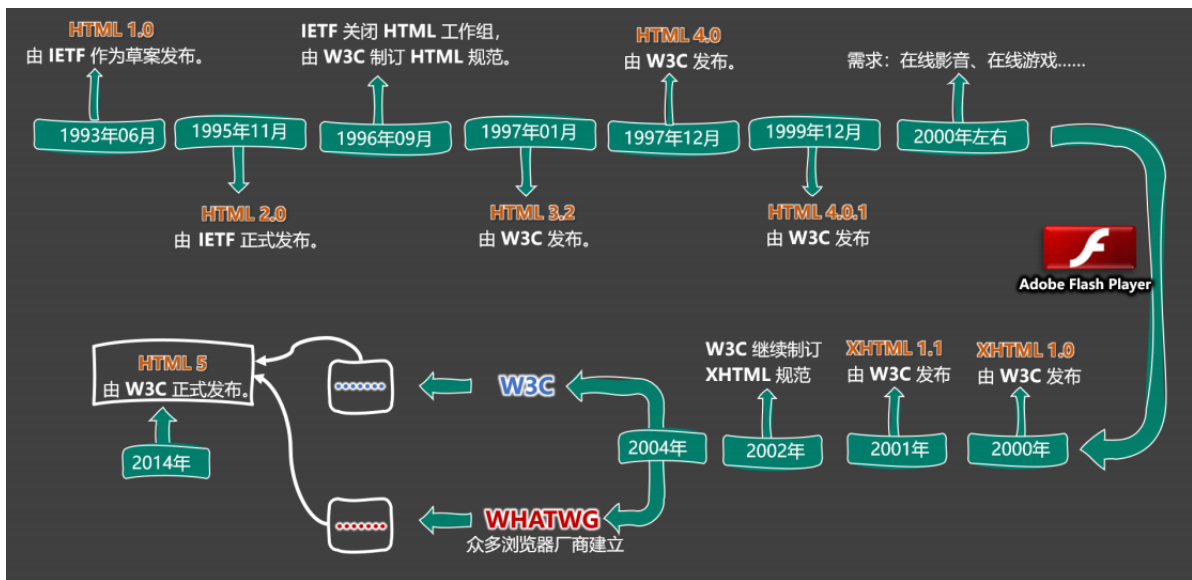 HTML 1.0
由 IETF 作为草案发布。
1993年06月
1995年11月
HTML 2.0
由 IETF 正式发布。
IETF 关闭 HTML 工作组，
由 W3C 制订 HTML 规范。
1996年09月
1997年01月
HTML 3.2
由 W3C 发布。
HTML 4.0
由 W3C 发布。
1997年12月
1999年12月
HTML 4.0.1
由 W3C 发布
需求：在线影音、在线游戏......
2000年左右
Adobe Flash Player
XHTML 1.0
由 W3C 发布
2000年
XHTML 1.1
由 W3C 发布
2001年
W3C 继续制订
XHTML 规范
2002年
2004年
W3C
WHATWG
众多浏览器厂商建立
HTML 5
由 W3C 正式发布。
2014年